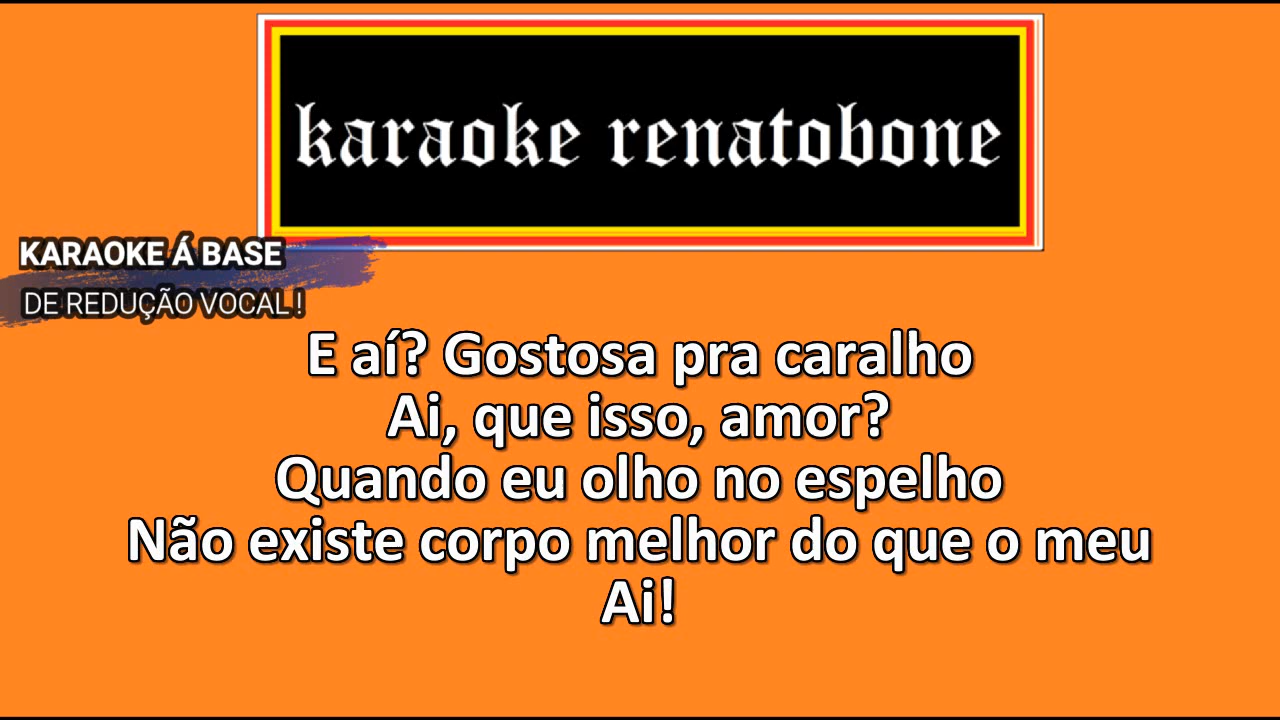 karaoke renatobone
KARAOKE Á BASE
DE REDUÇÃO VOCAL !
E aí? Gostosa pra caralho
Ai, que isso, amor?
Quando eu olho no espelho
Não existe corpo melhor do que o meu
Ai!